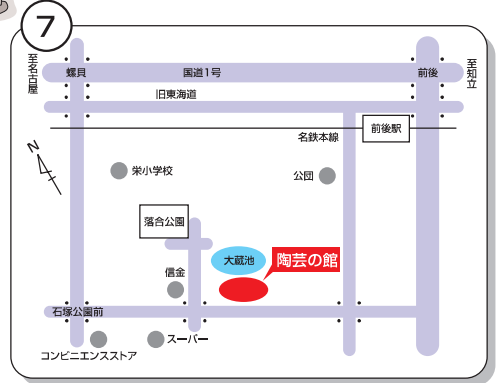 7
至名古屋
螺貝
国道1号
前後
至知立
旧東海道
名鉄本線
前後駅
N
栄小学校
公団
落合公園
大蔵池
陶芸の館
信金
石塚公園前
スーパー
コンビニエンスストア